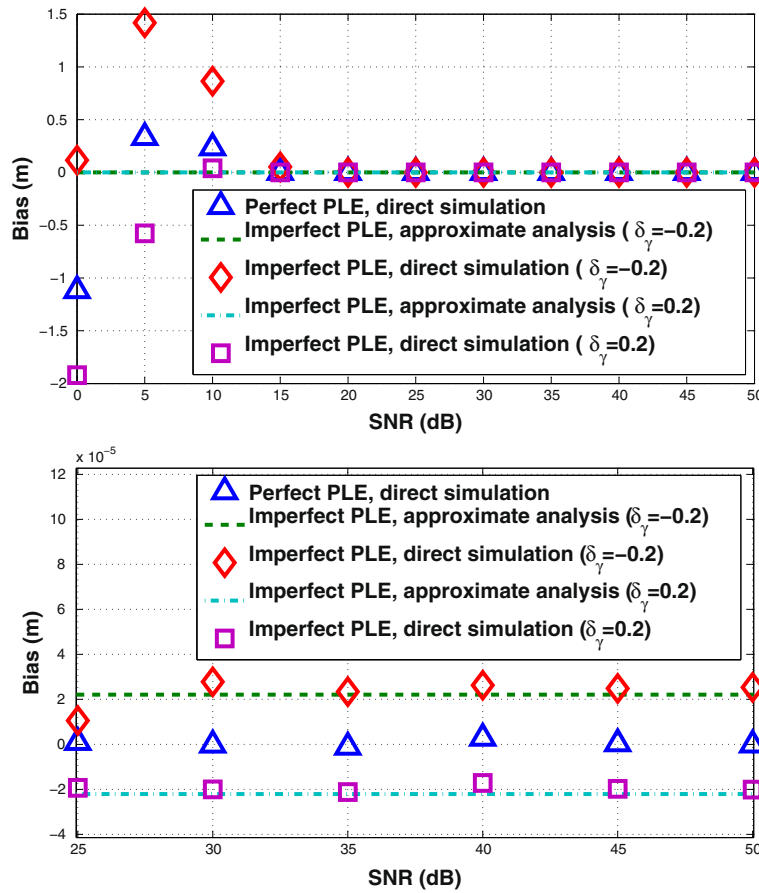 1.5
1
0.5
0
−0.5
−1
−1.5
−2
Bias (m)
Perfect PLE, direct simulation
Imperfect PLE, approximate analysis ( δγ=−0.2)
Imperfect PLE, direct simulation ( δγ=−0.2)
Imperfect PLE, approximate analysis ( δγ=0.2)
Imperfect PLE, direct simulation ( δγ=0.2)
0 5 10 15 20 25 30 35 40 45 50
SNR (dB)
x 10⁻⁵
12
10
8
6
4
2
0
−2
−4
Bias (m)
Perfect PLE, direct simulation
Imperfect PLE, approximate analysis (δγ=−0.2)
Imperfect PLE, direct simulation (δγ=−0.2)
Imperfect PLE, approximate analysis (δγ=0.2)
Imperfect PLE, direct simulation (δγ=0.2)
25 30 35 40 45 50
SNR (dB)